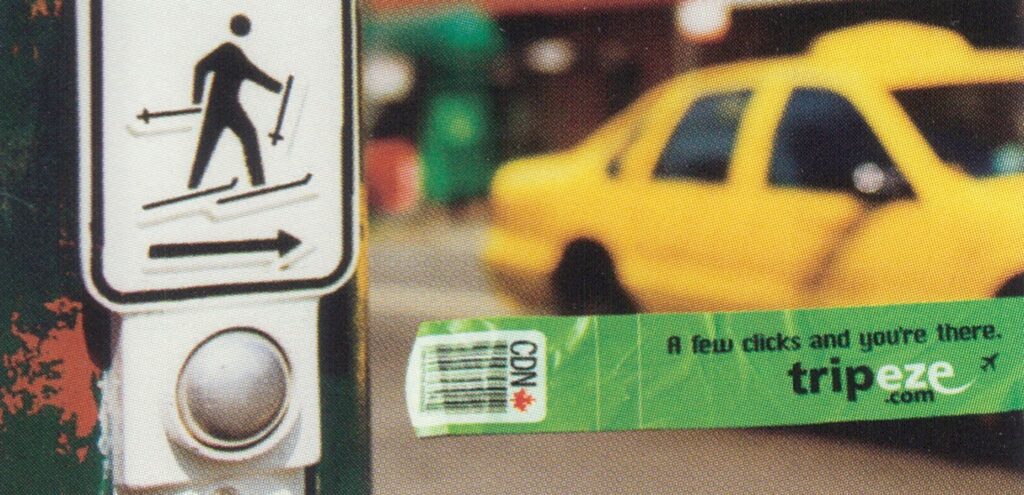 CDN
A few clicks and you're there.
tripeze
.com